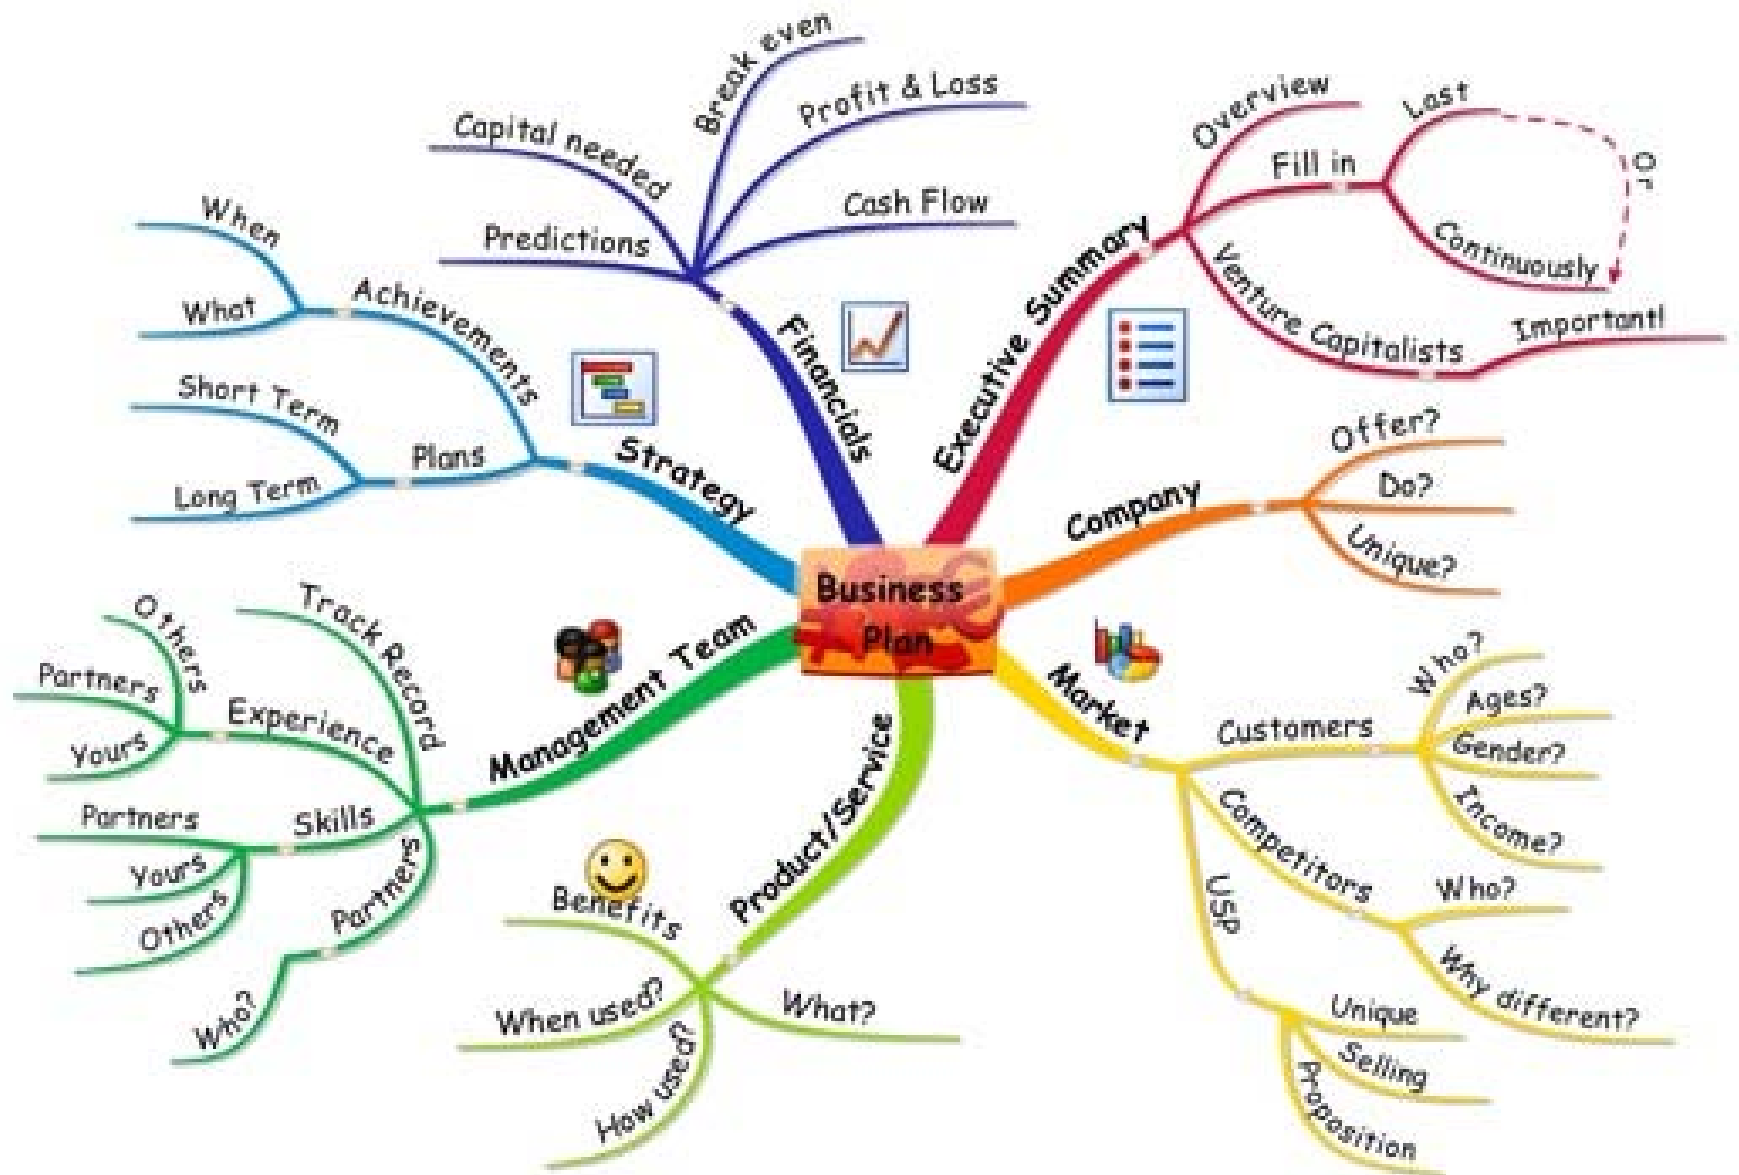 Business
Plan
Executive Summary
Overview
Fill in
Last
Or
Continuously
Venture Capitalists
Important!
Company
Offer?
Do?
Unique?
Market
Customers
Who?
Ages?
Gender?
Income?
Competitors
Who?
Why different?
USP
Unique
Selling
Proposition
Product/Service
What?
How used?
When used?
Benefits
Management Team
Partners
Who?
Skills
Partners
Yours
Others
Experience
Others
Partners
Yours
Track Record
Strategy
Plans
Short Term
Long Term
Achievements
When
What
Financials
Predictions
Capital needed
Break even
Profit & Loss
Cash Flow